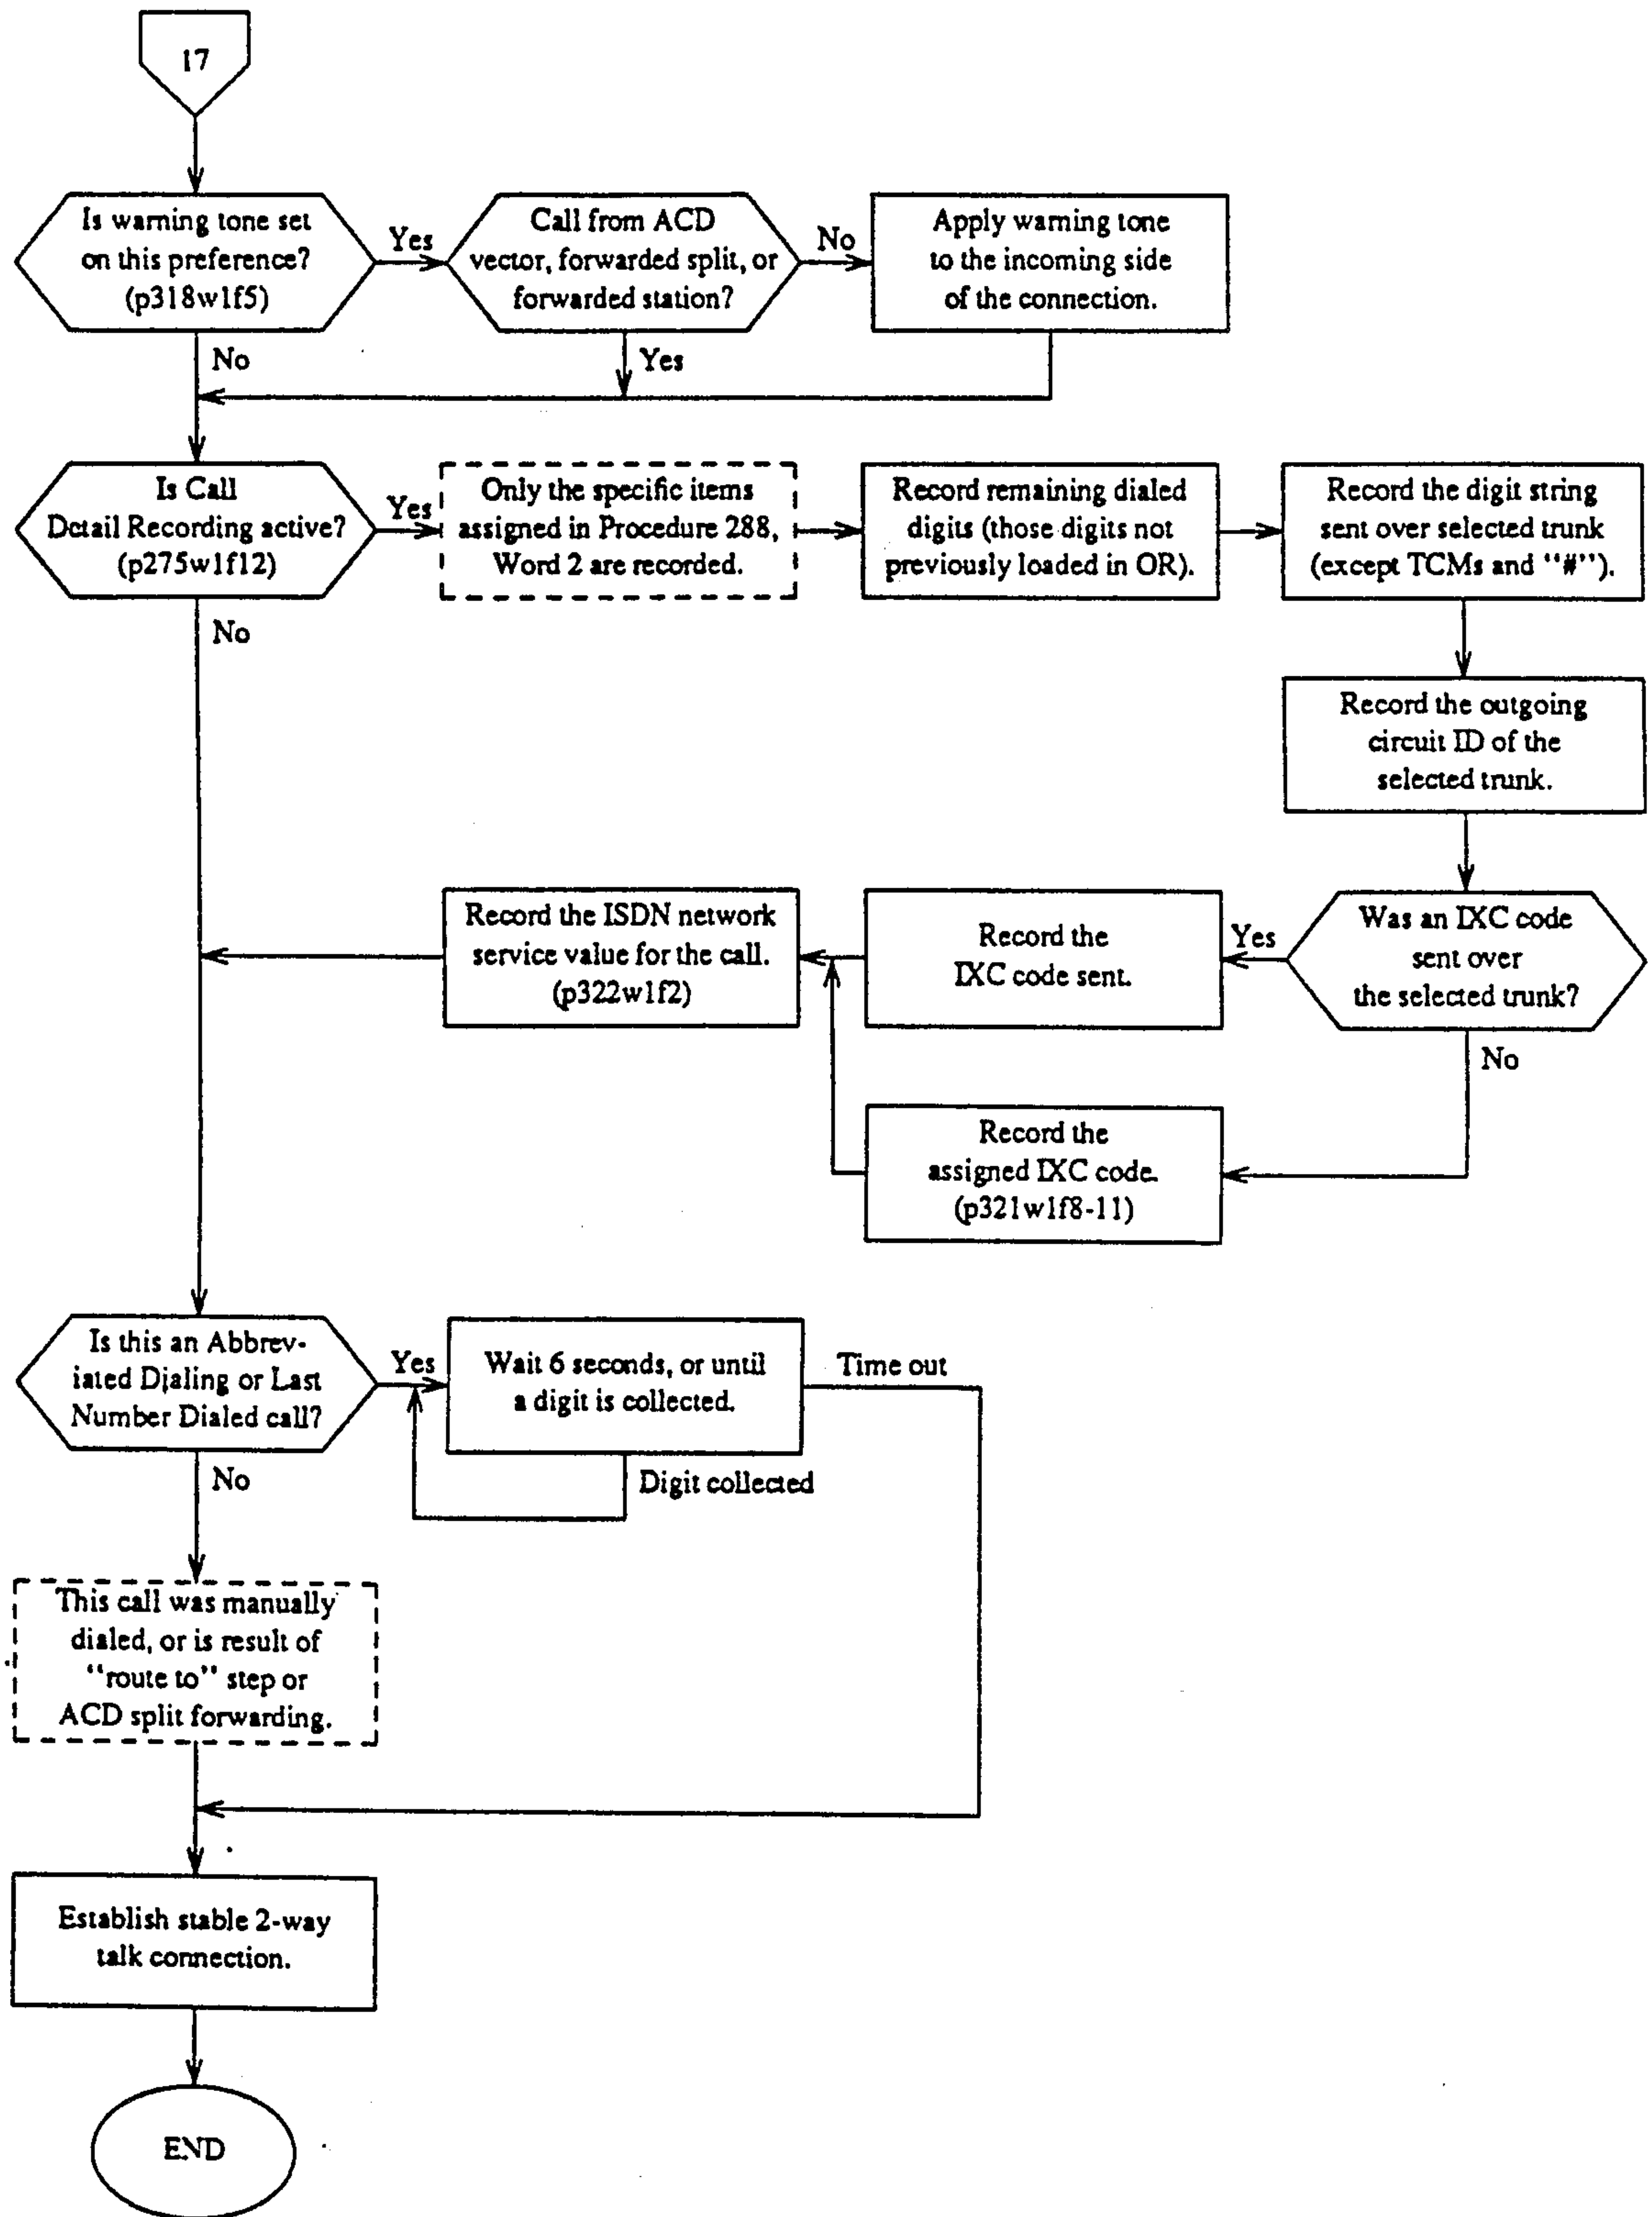 17
Is warning tone set
on this preference?
(p318w1f5)
Yes
Call from ACD
vector, forwarded split, or
forwarded station?
No
Apply warning tone
to the incoming side
of the connection.
No
Yes
Is Call
Detail Recording active?
(p275w1f12)
Yes
Only the specific items
assigned in Procedure 288,
Word 2 are recorded.
Record remaining dialed
digits (those digits not
previously loaded in OR).
Record the digit string
sent over selected trunk
(except TCMs and "#").
No
Record the outgoing
circuit ID of the
selected trunk.
Was an IXC code
sent over
the selected trunk?
Yes
Record the
IXC code sent.
Record the ISDN network
service value for the call.
(p322w1f2)
No
Record the
assigned IXC code.
(p321w1f8-11)
Is this an Abbrev-
iated Dialing or Last
Number Dialed call?
Yes
Wait 6 seconds, or until
a digit is collected.
Time out
No
Digit collected
This call was manually
dialed, or is result of
"route to" step or
ACD split forwarding.
Establish stable 2-way
talk connection.
END